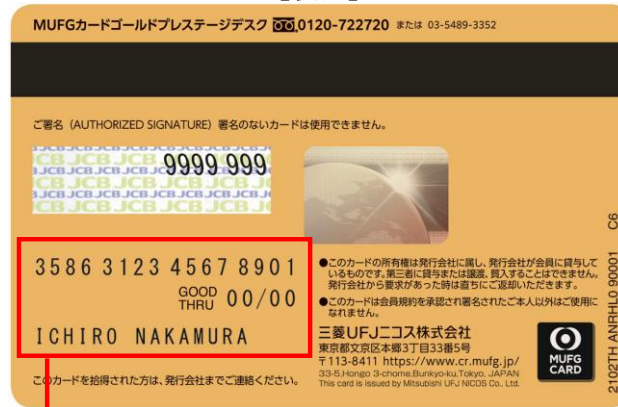 MUFGカードゴールドプレステージデスク 0120-722720 または 03-5489-3352
ご署名（AUTHORIZED SIGNATURE）署名のないカードは使用できません。
9999 999
3586 3123 4567 8901
GOOD THRU 00/00
ICHIRO NAKAMURA
このカードを拾得された方は、発行会社までご連絡ください。
●このカードの所有権は発行会社に属し、発行会社が会員に貸与して
いるものです。第三者に貸与または譲渡、質入することはできません。
発行会社から要求があった時は直ちにご返却いただきます。
●このカードは会員規約を承認され署名されたご本人以外はご使用に
なれません。
三菱UFJニコス株式会社
東京都文京区本郷3丁目33番5号
〒113-8411 https://www.cr.mufg.jp/
33-5,Hongo 3-chome,Bunkyo-ku,Tokyo, JAPAN
This card is issued by Mitsubishi UFJ NICOS Co., Ltd.
MUFG
CARD
2102TH ANRHL0 90001 C6